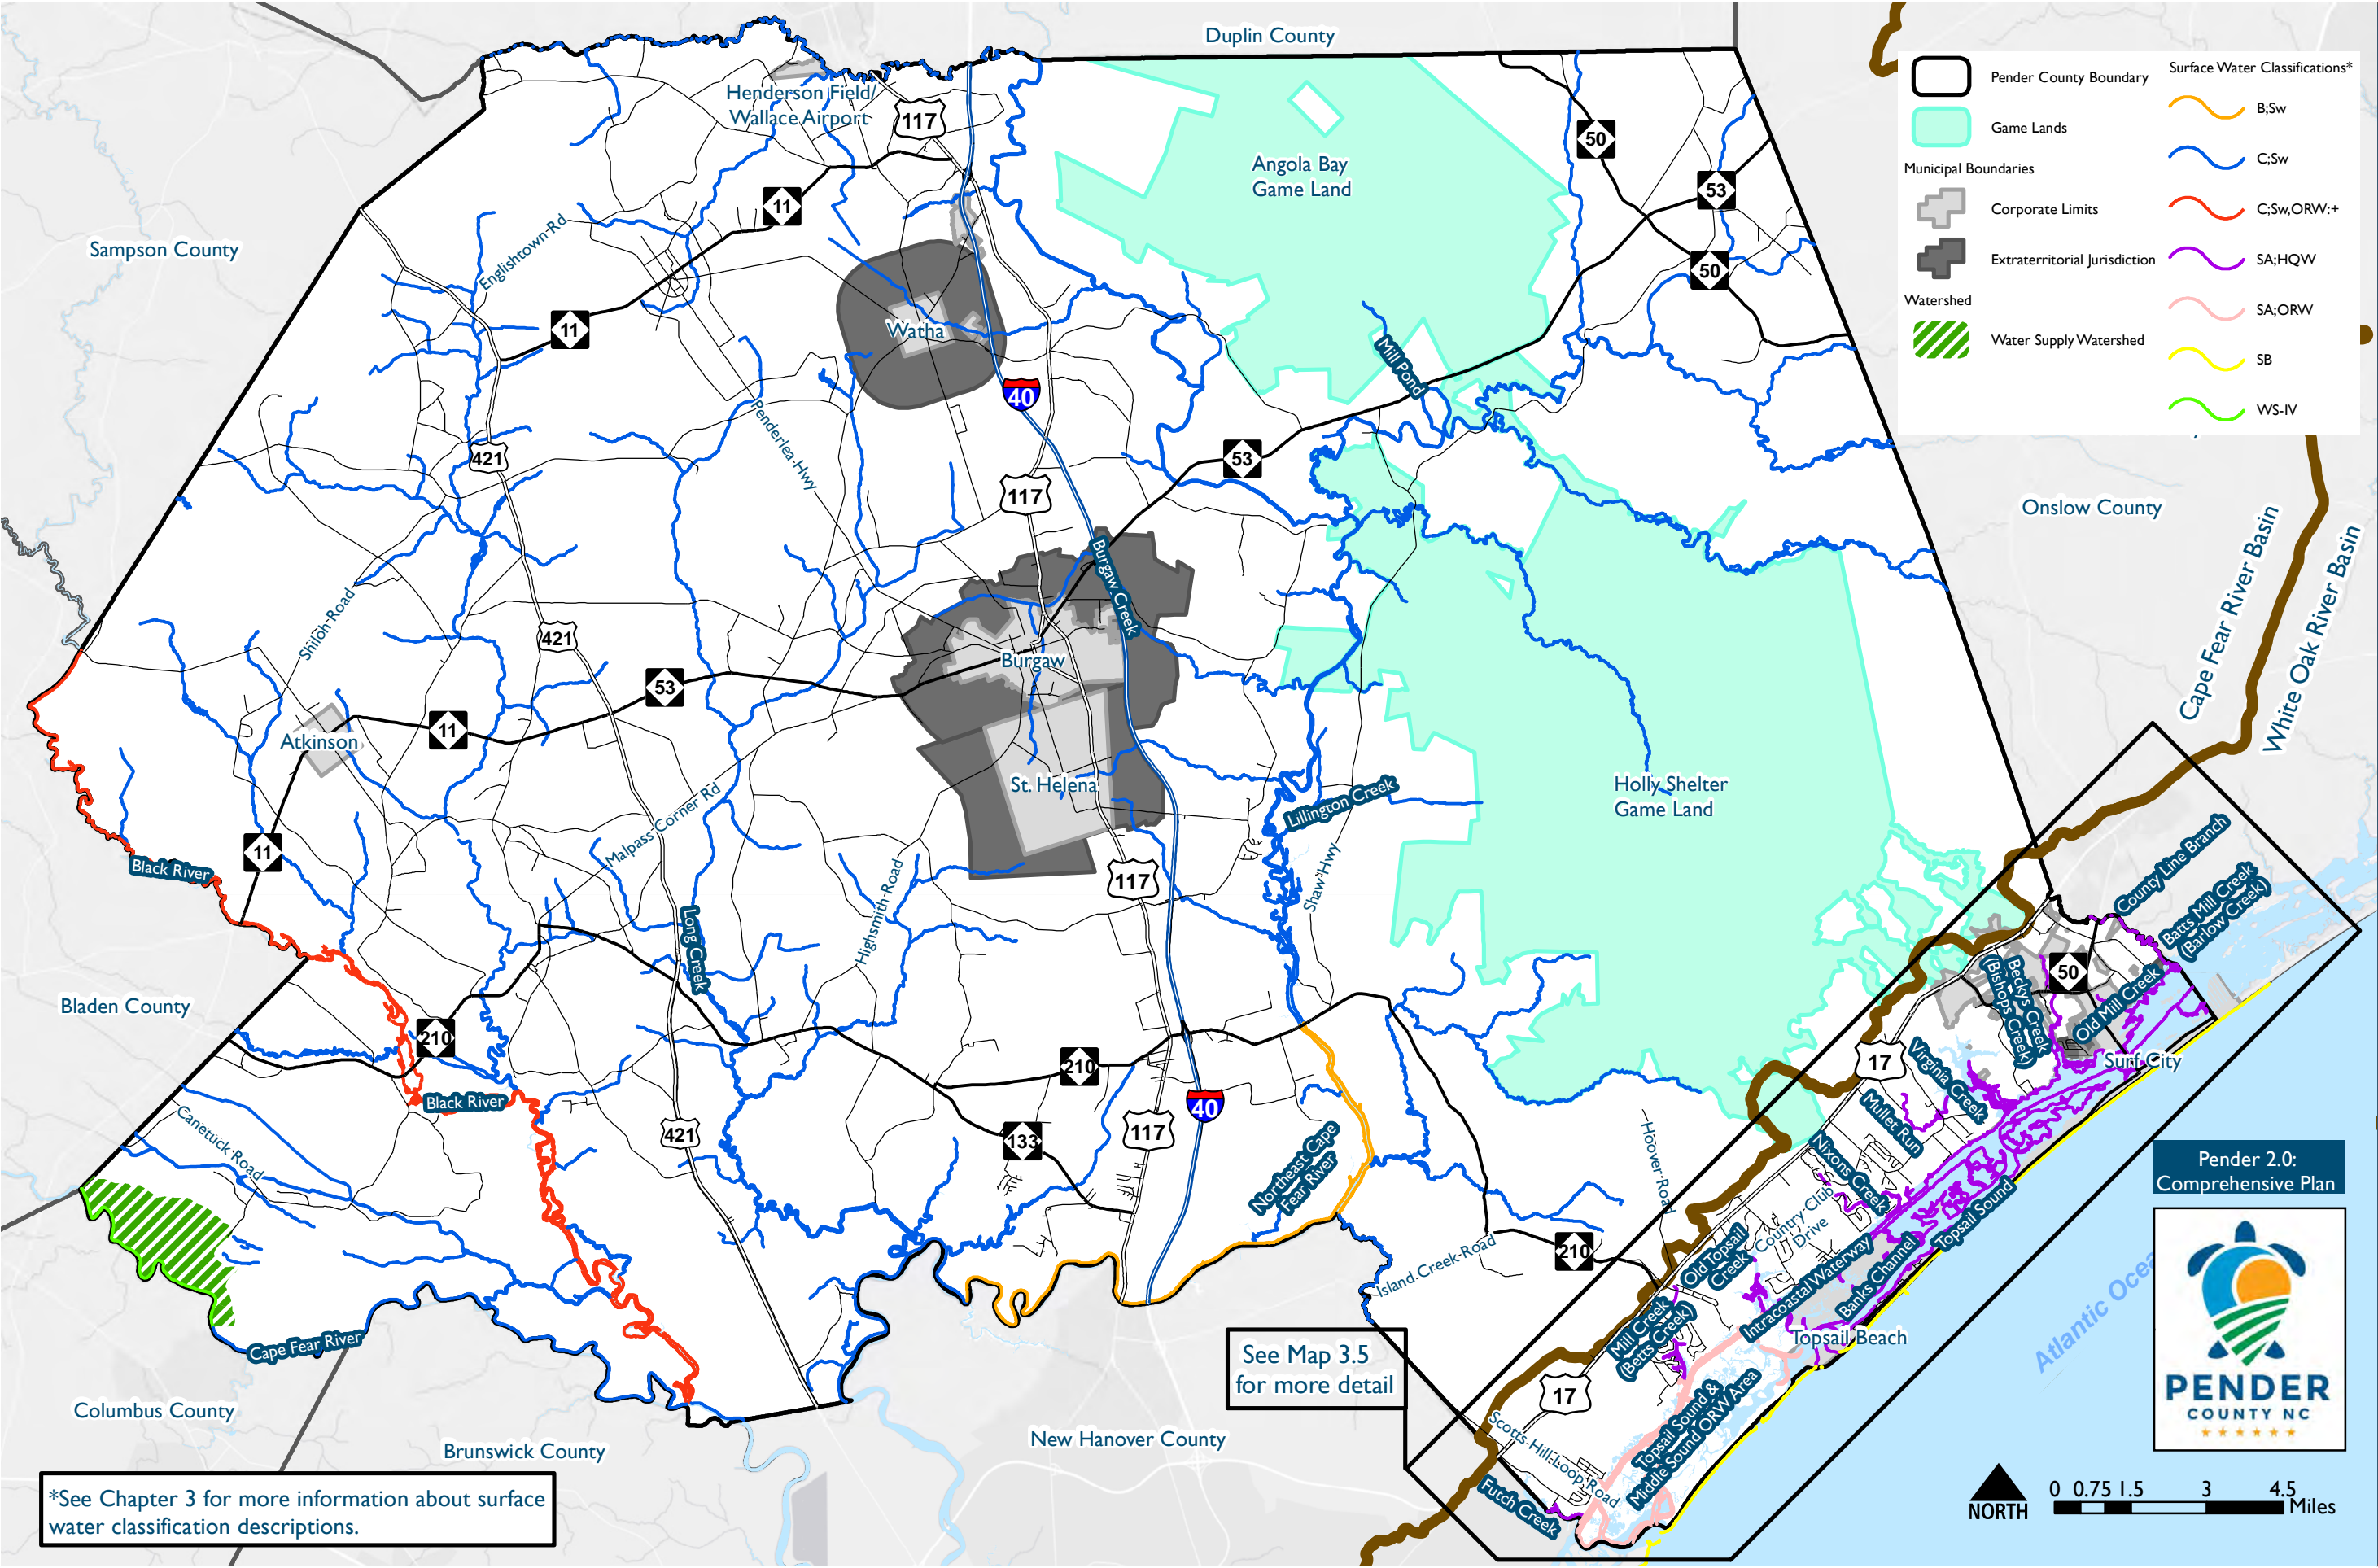 Duplin County
Henderson Field/
Wallace Airport
117
11
Angola Bay
Game Land
50
53
50
Sampson County
Englishtown Rd
11
Watha
40
Mill Pond
Penderlea Hwy
421
53
117
Onslow County
Cape Fear River Basin
White Oak River Basin
Burgaw Creek
Shiloh Road
421
Burgaw
53
11
Atkinson
St. Helena
Lillington Creek
Holly Shelter
Game Land
Malpass Corner Rd
11
Black River
117
Highsmith Road
Shaw Hwy
Long Creek
County Line Branch
Batts Mill Creek
(Barlow Creek)
50
Beckys Creek
(Bishops Creek)
Old Mill Creek
Surf City
Bladen County
210
Black River
210
17
Virginia Creek
Mullet Run
Nixons Creek
Canetuck Road
421
133
117
40
Northeast Cape
Fear River
Hoover Road
Country Club
Drive
Topsail Sound
Old Topsail
Creek
Intracoastal Waterway
Banks Channel
210
Island Creek Road
Mill Creek
(Betts Creek)
Topsail Beach
Cape Fear River
See Map 3.5
for more detail
17
Topsail Sound &
Middle Sound ORW Area
Scotts Hill Loop Road
Futch Creek
Columbus County
Brunswick County
New Hanover County
Atlantic Ocea
Pender County Boundary
Game Lands
Municipal Boundaries
Corporate Limits
Extraterritorial Jurisdiction
Watershed
Water Supply Watershed
Surface Water Classifications*
B;Sw
C;Sw
C;Sw,ORW:+
SA;HQW
SA;ORW
SB
WS-IV
Pender 2.0:
Comprehensive Plan
PENDER
COUNTY NC
NORTH
0 0.75 1.5 3 4.5
Miles
*See Chapter 3 for more information about surface
water classification descriptions.